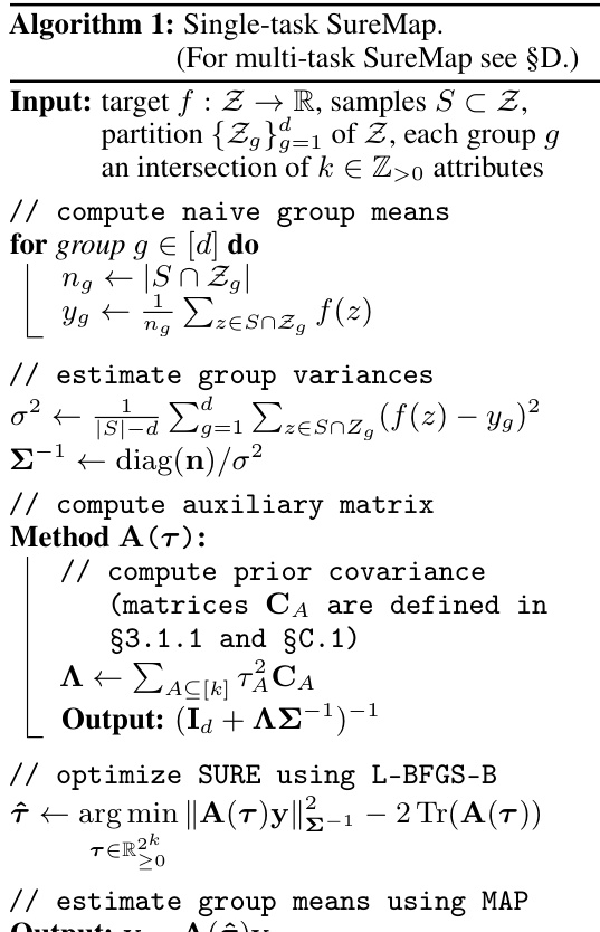 Algorithm 1: Single-task SureMap.
(For multi-task SureMap see §D.)
Input: target f : 𝒵 → ℝ, samples S ⊂ 𝒵,
partition {𝒵_g}_{g=1}^d of 𝒵, each group g
an intersection of k ∈ ℤ_{>0} attributes
// compute naive group means
for group g ∈ [d] do
n_g ← |S ∩ 𝒵_g|
y_g ← 1/n_g ∑_{z∈S∩𝒵_g} f(z)
// estimate group variances
σ² ← 1/(|S|−d) ∑_{g=1}^d ∑_{z∈S∩Z_g} (f(z) − y_g)²
Σ⁻¹ ← diag(n)/σ²
// compute auxiliary matrix
Method A(τ):
// compute prior covariance
(matrices C_A are defined in
§3.1.1 and §C.1)
Λ ← ∑_{A⊆[k]} τ_A² C_A
Output: (I_d + ΛΣ⁻¹)⁻¹
// optimize SURE using L-BFGS-B
τ̂ ← arg min_{τ∈ℝ_{≥0}^{2^k}} ‖A(τ)y‖²_{Σ⁻¹} − 2 Tr(A(τ))
// estimate group means using MAP